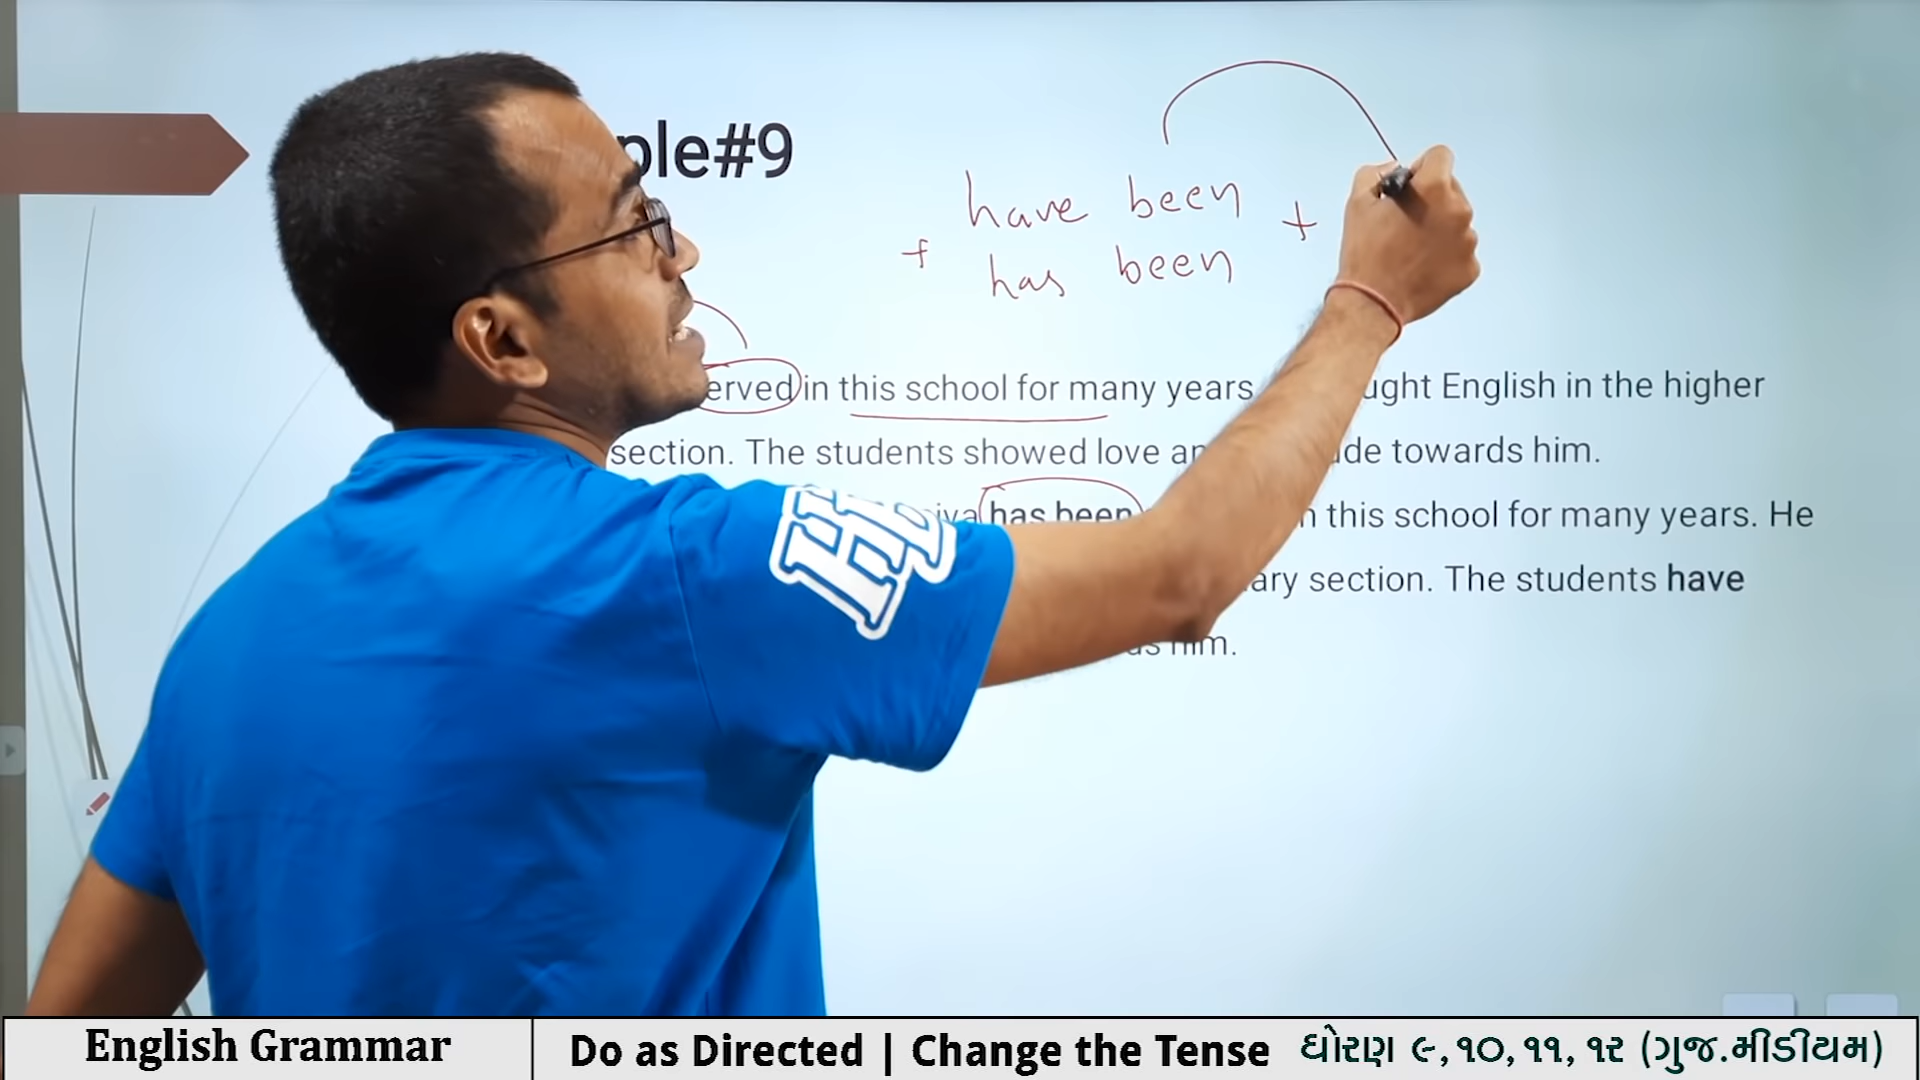 ple#9
have been +
+ has been
erved in this school for many years ught English in the higher
section. The students showed love an de towards him.
has been this school for many years. He
ary section. The students have
him.
HB
English Grammar
Do as Directed | Change the Tense ધોરણ ૯,૧૦,૧૧,૧૨ (ગુજ.મીડીયમ)